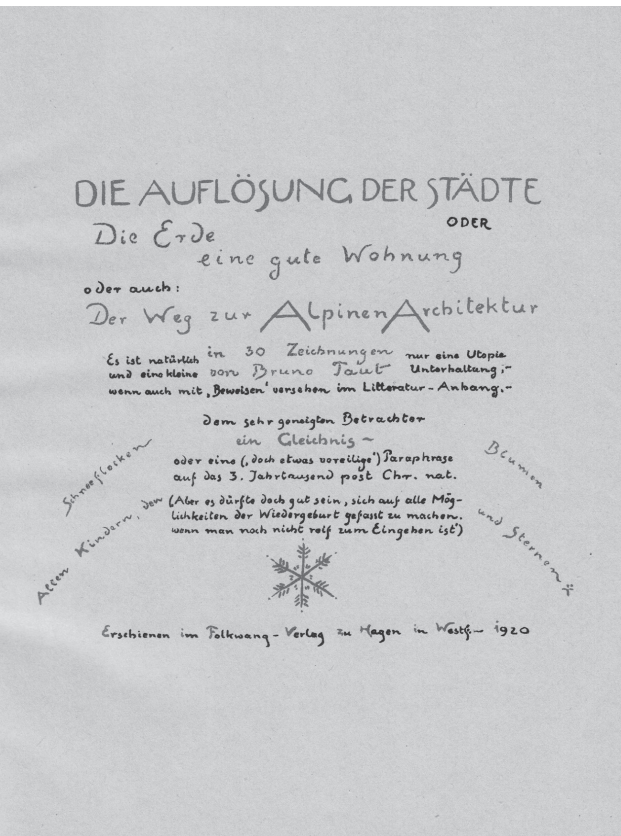 DIE AUFLÖSUNG DER STÄDTE
ODER
Die Erde
eine gute Wohnung
oder auch:
Der Weg zur Alpinen Architektur
Es ist natürlich in 30 Zeichnungen nur eine Utopie
und eine kleine von Bruno Taut Unterhaltung,-
wenn auch mit „Beweisen" versehen im Litteratur-Anhang.-
dem sehr geneigten Betrachter
ein Gleichnis ~
oder eine („doch etwas voreilige") Paraphrase
auf das 3. Jahrtausend post Chr. nat.
(Aber es dürfte doch gut sein, sich auf alle Mög-
lichkeiten der Wiedergeburt gefasst zu machen.
wenn man noch nicht reif zum Eingehen ist")
Allen Kindern, den
Schneeflocken
Blumen
und Sternen
Erschienen im Folkwang-Verlag zu Hagen in Westf.- 1920